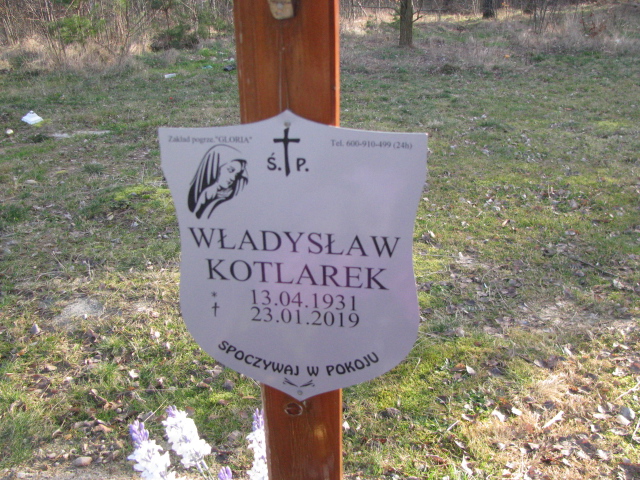 Zakład pogrz. "GLORIA"
Tel. 600-910-499 (24h)
Ś. P.
WŁADYSŁAW
KOTLAREK
* 13.04.1931
† 23.01.2019
SPOCZYWAJ W POKOJU